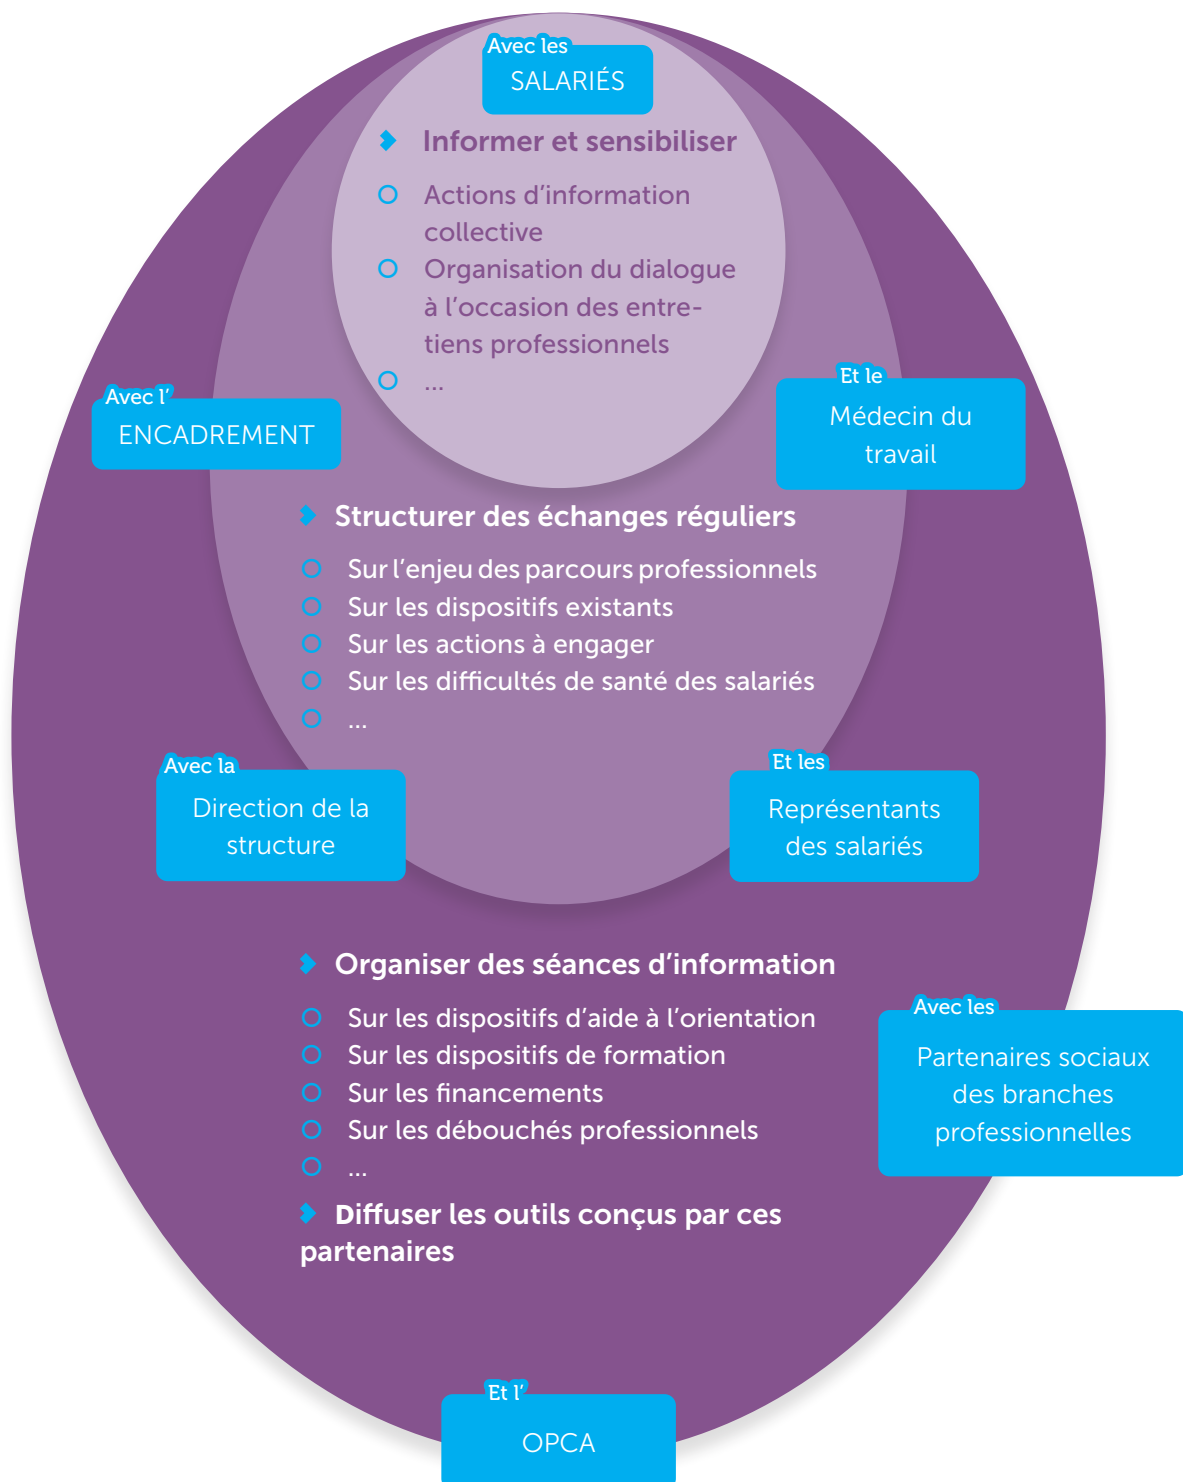 Avec les
SALARIÉS
Informer et sensibiliser
Actions d’information
collective
Organisation du dialogue
à l’occasion des entre-
tiens professionnels
...
Avec l’
ENCADREMENT
Et le
Médecin du
travail
Structurer des échanges réguliers
Sur l’enjeu des parcours professionnels
Sur les dispositifs existants
Sur les actions à engager
Sur les difficultés de santé des salariés
...
Avec la
Direction de la
structure
Et les
Représentants
des salariés
Organiser des séances d’information
Sur les dispositifs d’aide à l’orientation
Sur les dispositifs de formation
Sur les financements
Sur les débouchés professionnels
...
Avec les
Partenaires sociaux
des branches
professionnelles
Diffuser les outils conçus par ces
partenaires
Et l’
OPCA